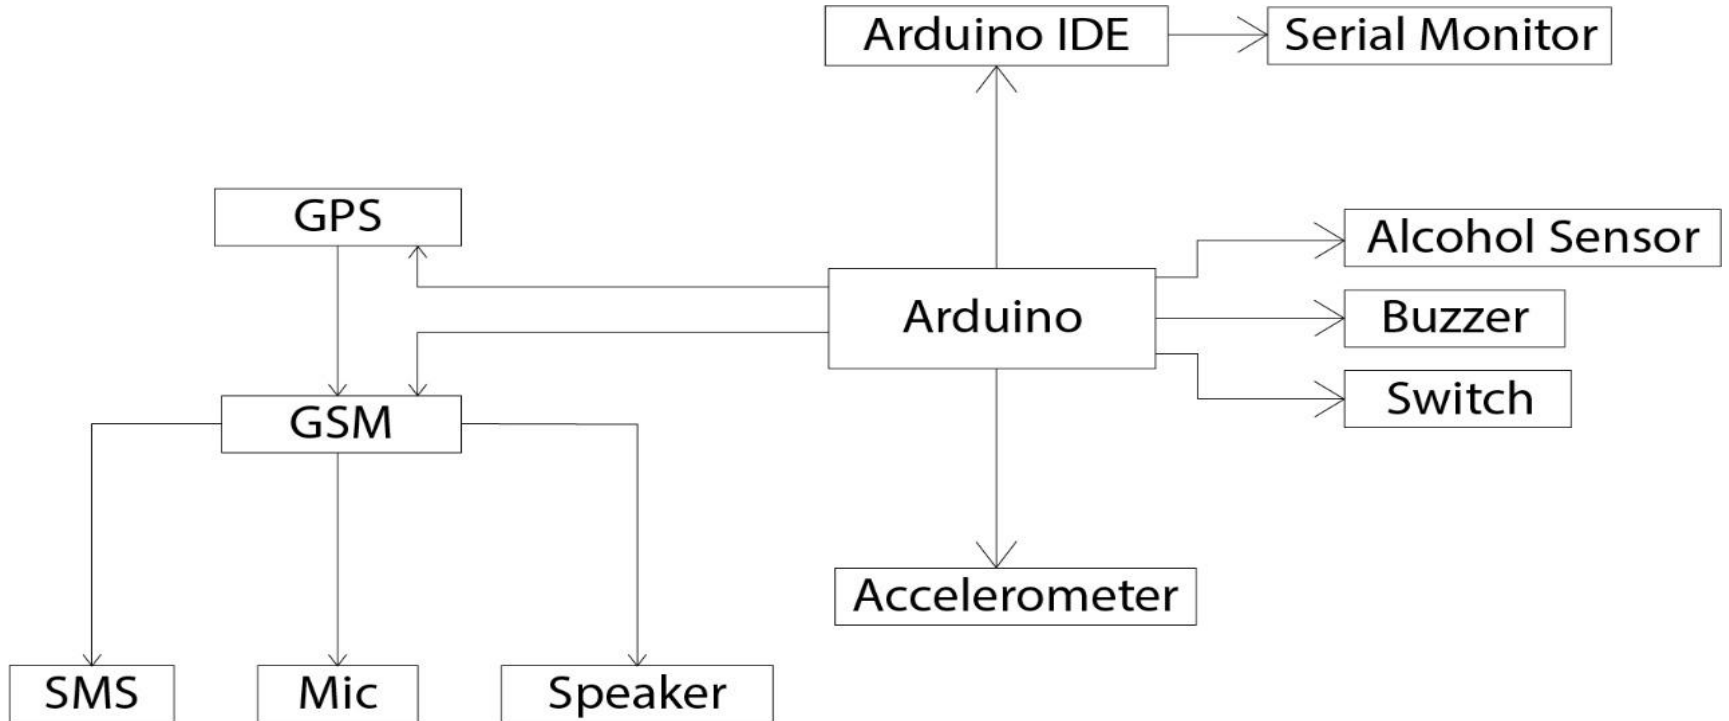 Arduino IDE
Serial Monitor
GPS
Alcohol Sensor
Arduino
Buzzer
Switch
GSM
Accelerometer
SMS
Mic
Speaker